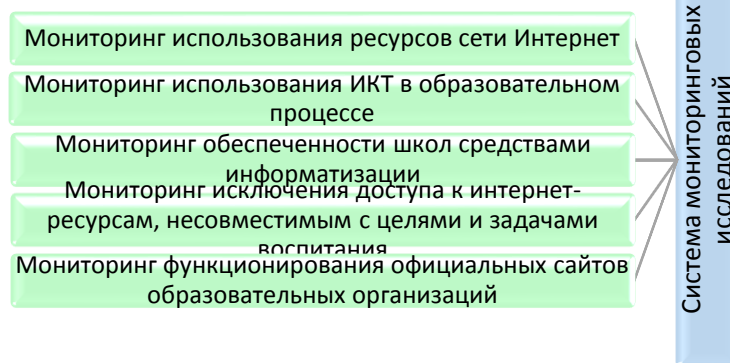 Мониторинг использования ресурсов сети Интернет
Мониторинг использования ИКТ в образовательном
процессе
Мониторинг обеспеченности школ средствами
информатизации
Мониторинг исключения доступа к интернет-
ресурсам, несовместимым с целями и задачами
воспитания
Мониторинг функционирования официальных сайтов
образовательных организаций
Система мониторинговых
исследований